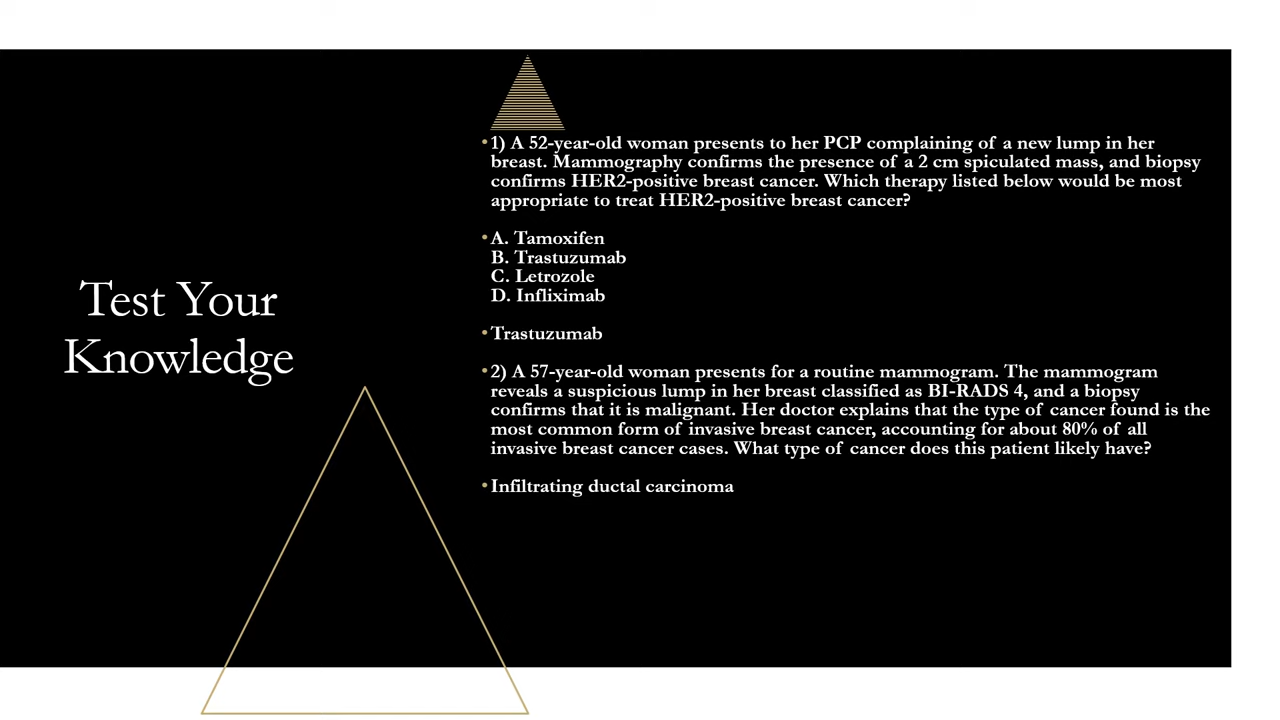 Test Your
Knowledge
•1) A 52-year-old woman presents to her PCP complaining of a new lump in her
breast. Mammography confirms the presence of a 2 cm spiculated mass, and biopsy
confirms HER2-positive breast cancer. Which therapy listed below would be most
appropriate to treat HER2-positive breast cancer?
•A. Tamoxifen
B. Trastuzumab
C. Letrozole
D. Infliximab
•Trastuzumab
•2) A 57-year-old woman presents for a routine mammogram. The mammogram
reveals a suspicious lump in her breast classified as BI-RADS 4, and a biopsy
confirms that it is malignant. Her doctor explains that the type of cancer found is the
most common form of invasive breast cancer, accounting for about 80% of all
invasive breast cancer cases. What type of cancer does this patient likely have?
•Infiltrating ductal carcinoma